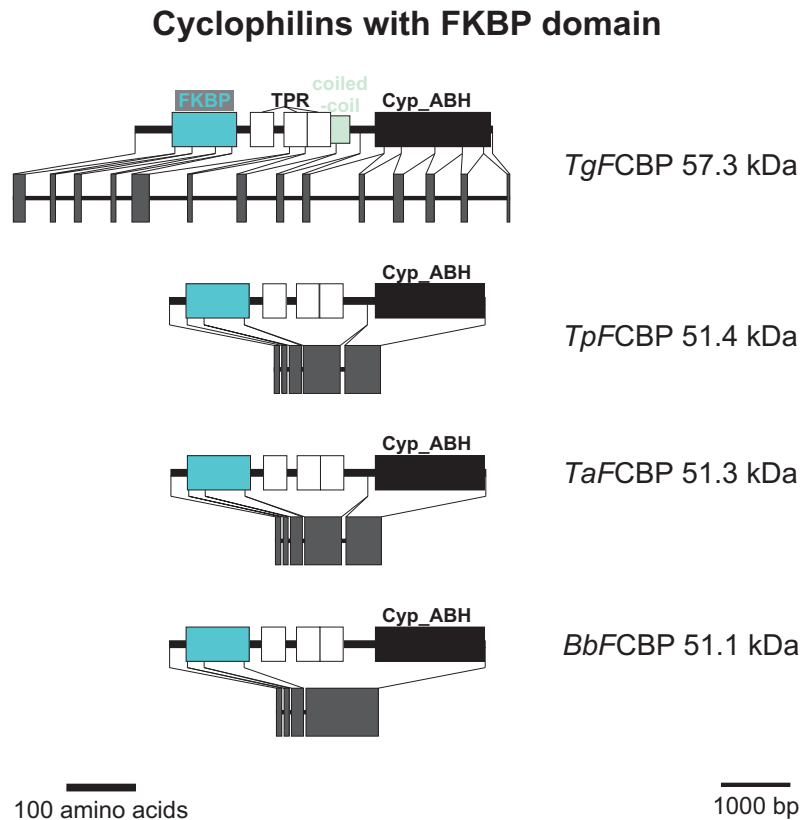 Cyclophilins with FKBP domain
coiled
-coil
FKBP
TPR
Cyp_ABH
TgFCBP 57.3 kDa
Cyp_ABH
TpFCBP 51.4 kDa
Cyp_ABH
TaFCBP 51.3 kDa
Cyp_ABH
BbFCBP 51.1 kDa
100 amino acids
1000 bp